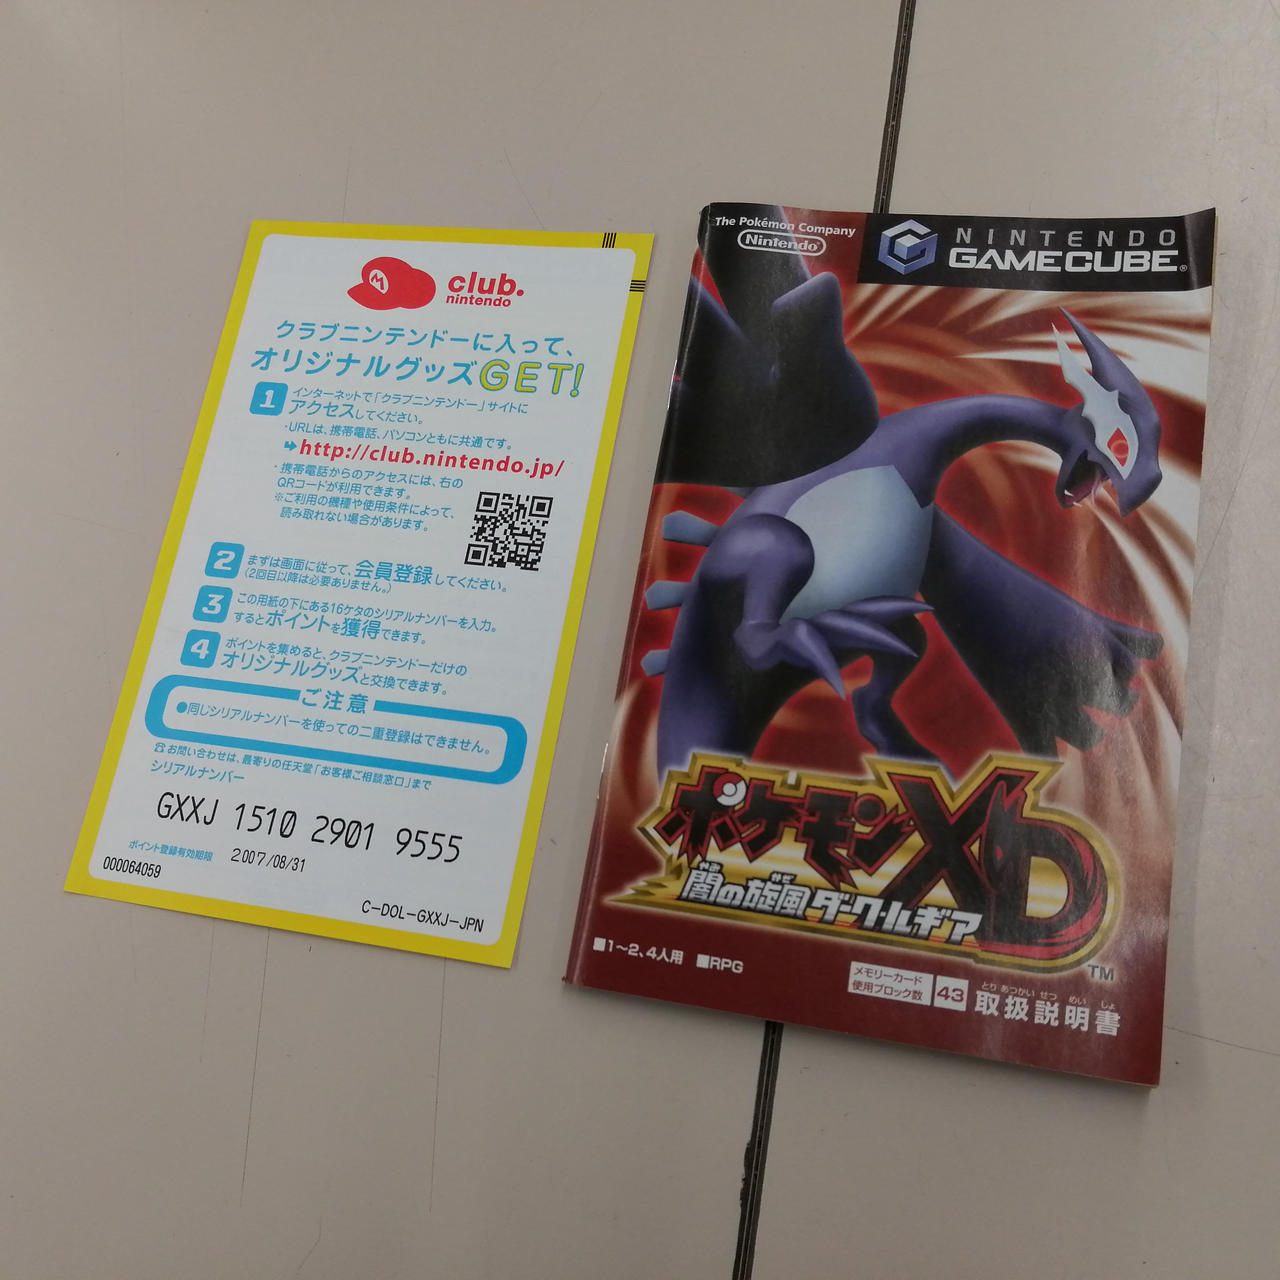 club.
nintendo
クラブニンテンドーに入って、
オリジナルグッズGET!
1 インターネットで「クラブニンテンドー」サイトに
アクセスしてください。
・URLは、携帯電話、パソコンともに共通です。
http://club.nintendo.jp/
・携帯電話からのアクセスには、右の
QRコードが利用できます。
※ご利用の機種や使用条件によって、
読み取れない場合があります。
2 まずは画面に従って、会員登録してください。
(2回目以降は必要ありません。)
3 この用紙の下にある16ケタのシリアルナンバーを入力。
するとポイントを獲得できます。
4 ポイントを集めると、クラブニンテンドーだけの
オリジナルグッズと交換できます。
ご注意
●同じシリアルナンバーを使っての二重登録はできません。
☎お問い合わせは、最寄りの任天堂「お客様ご相談窓口」まで
シリアルナンバー
GXXJ 1510 2901 9555
ポイント登録有効期限 2007/08/31
000064059
C-DOL-GXXJ-JPN
The Pokémon Company
Nintendo
NINTENDO
GAMECUBE®
ポケモンXD
やみ かぜ
闇の旋風ダーク・ルギア
TM
■1〜2、4人用 ■RPG
メモリーカード
使用ブロック数 43
とり あつかい せつ めい しょ
取扱説明書